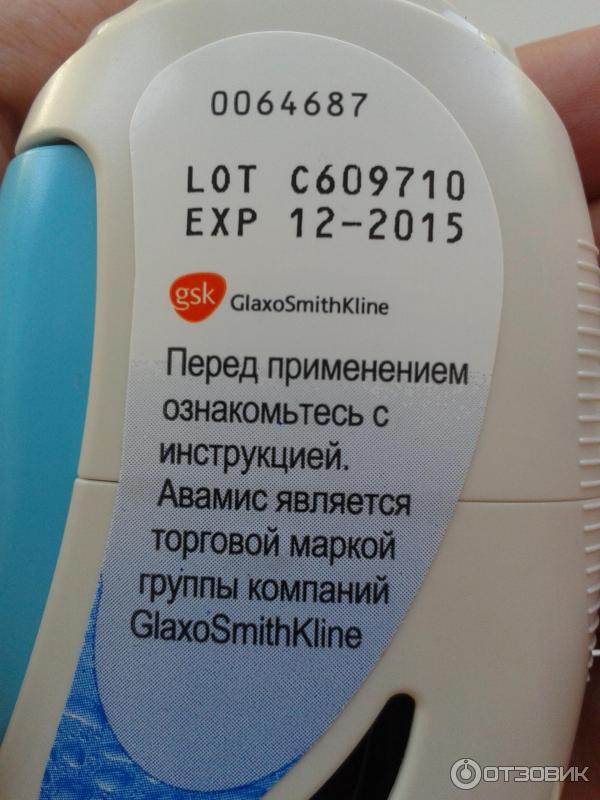 0064687
LOT C609710
EXP 12-2015
gsk GlaxoSmithKline
Перед применением
ознакомьтесь с
инструкцией.
Авамис является
торговой маркой
группы компаний
GlaxoSmithKline
ОТЗОВИК